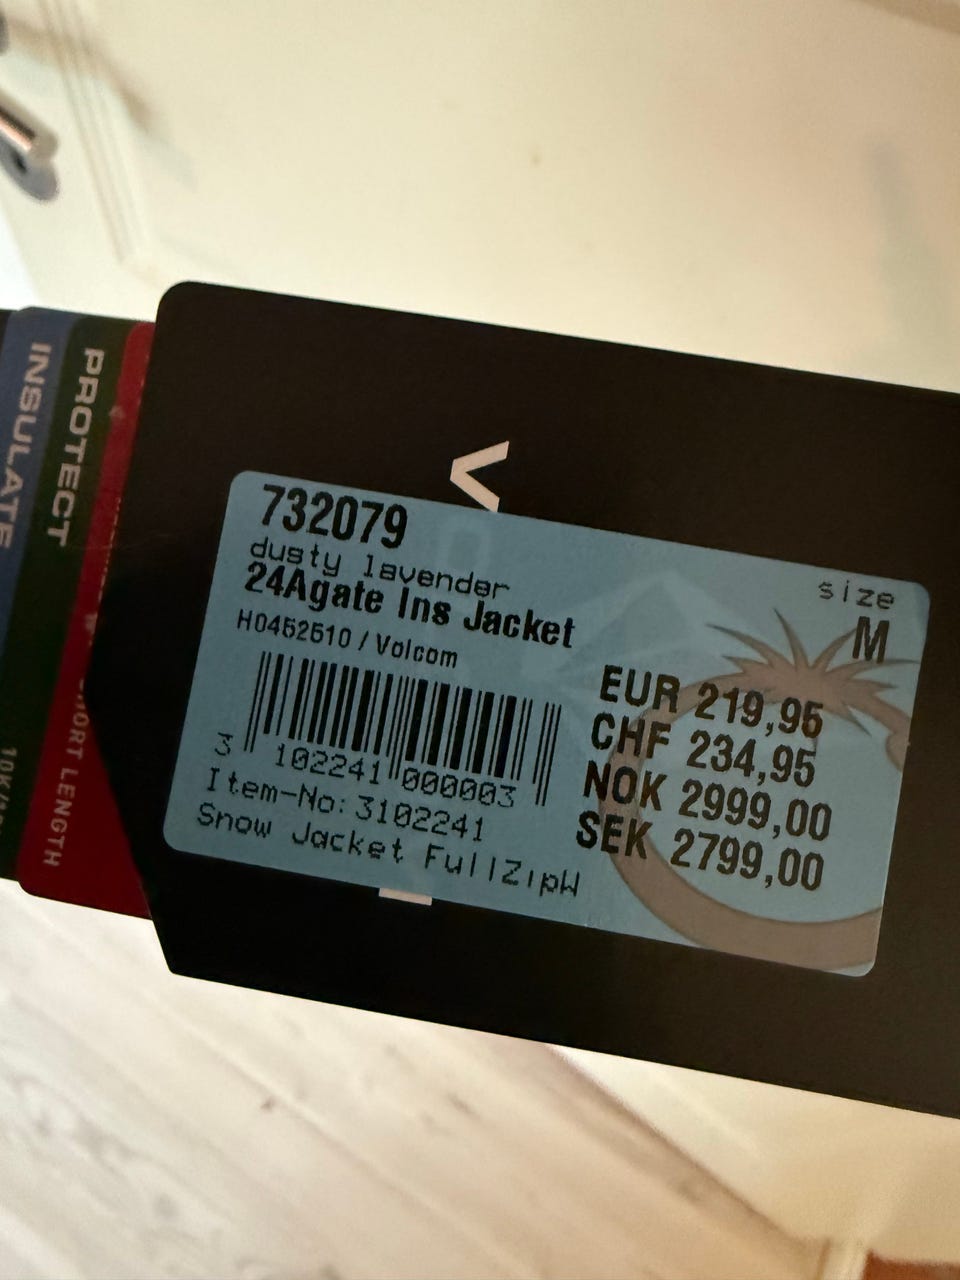 INSULATE
PROTECT
SHORT LENGTH
732079
dusty lavender
24Agate Ins Jacket
H0452510 / Volcom
3 102241 000003
Item-No: 3102241
Snow Jacket FullZipW
size
M
EUR 219,95
CHF 234,95
NOK 2999,00
SEK 2799,00